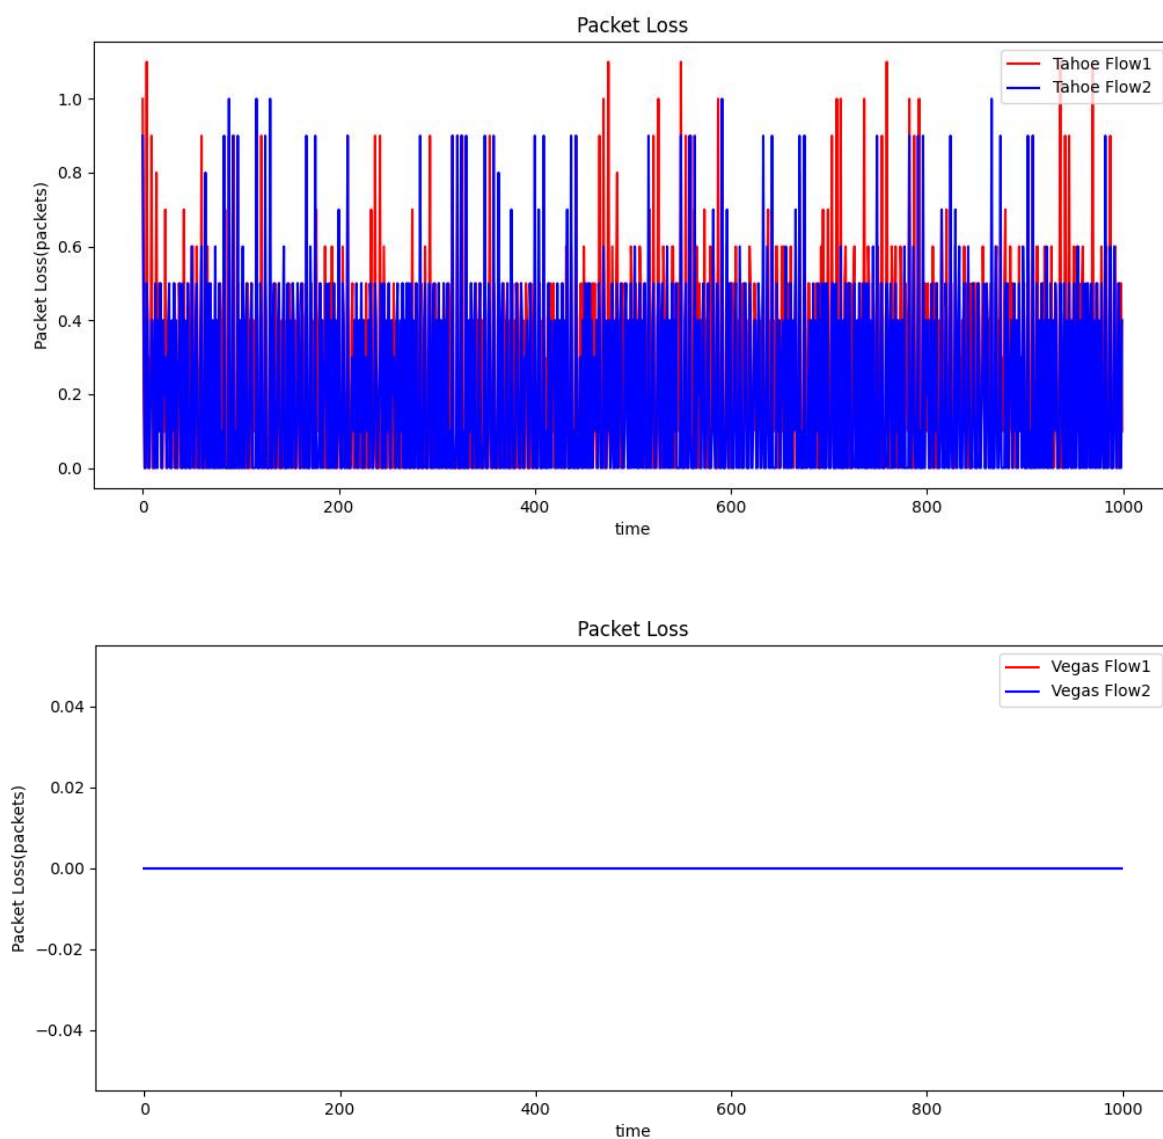 Packet Loss
Tahoe Flow1
Tahoe Flow2
Packet Loss(packets)
1.0
0.8
0.6
0.4
0.2
0.0
0 200 400 600 800 1000
time
Packet Loss
Vegas Flow1
Vegas Flow2
Packet Loss(packets)
0.04
0.02
0.00
−0.02
−0.04
0 200 400 600 800 1000
time